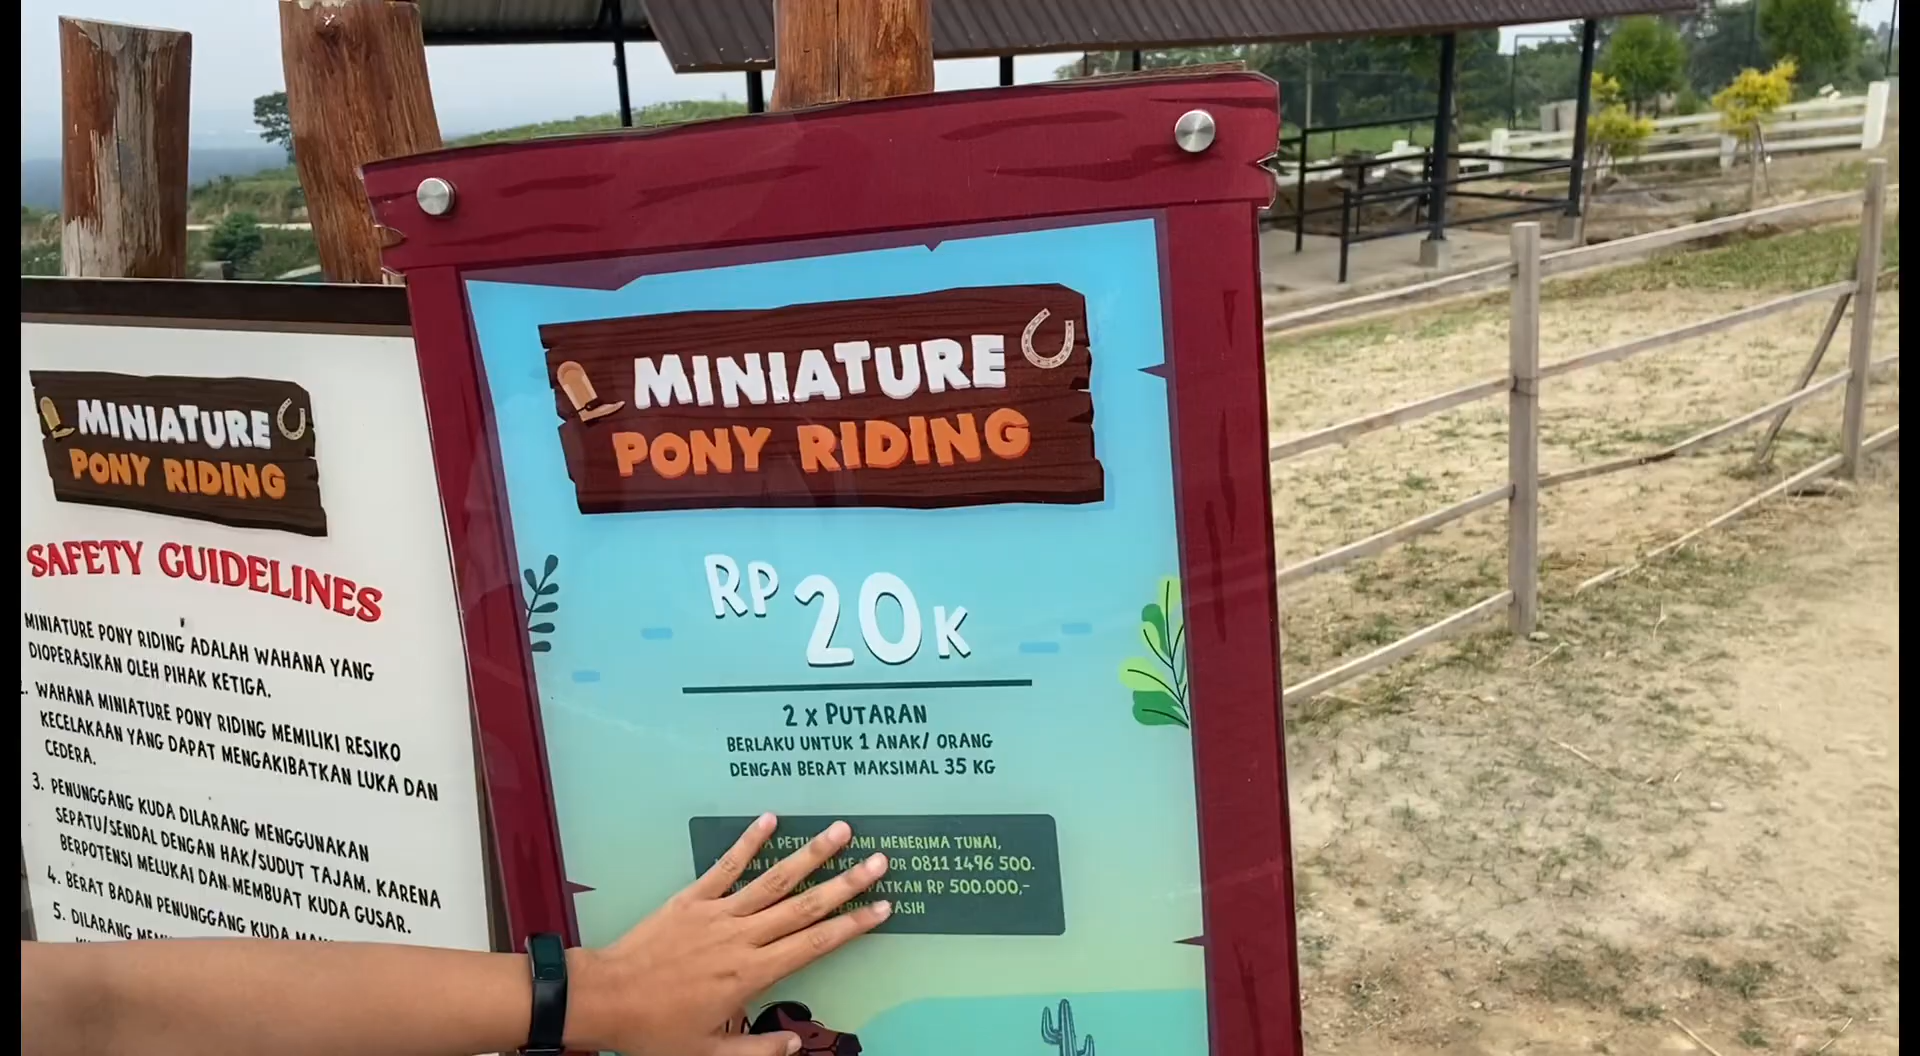 MINIATURE
PONY RIDING
SAFETY GUIDELINES
MINIATURE PONY RIDING ADALAH WAHANA YANG
DIOPERASIKAN OLEH PIHAK KETIGA.
WAHANA MINIATURE PONY RIDING MEMILIKI RESIKO
KECELAKAAN YANG DAPAT MENGAKIBATKAN LUKA DAN
CEDERA.
3. PENUNGGANG KUDA DILARANG MENGGUNAKAN
SEPATU/SENDAL DENGAN HAK/SUDUT TAJAM. KARENA
BERPOTENSI MELUKAI DAN MEMBUAT KUDA GUSAR.
4. BERAT BADAN PENUNGGANG KUDA
5. DILARANG
MINIATURE
PONY RIDING
RP 20K
2 X PUTARAN
BERLAKU UNTUK 1 ANAK/ ORANG
DENGAN BERAT MAKSIMAL 35 KG
KAMI MENERIMA TUNAI,
0811 1496 500.
RP 500.000,-